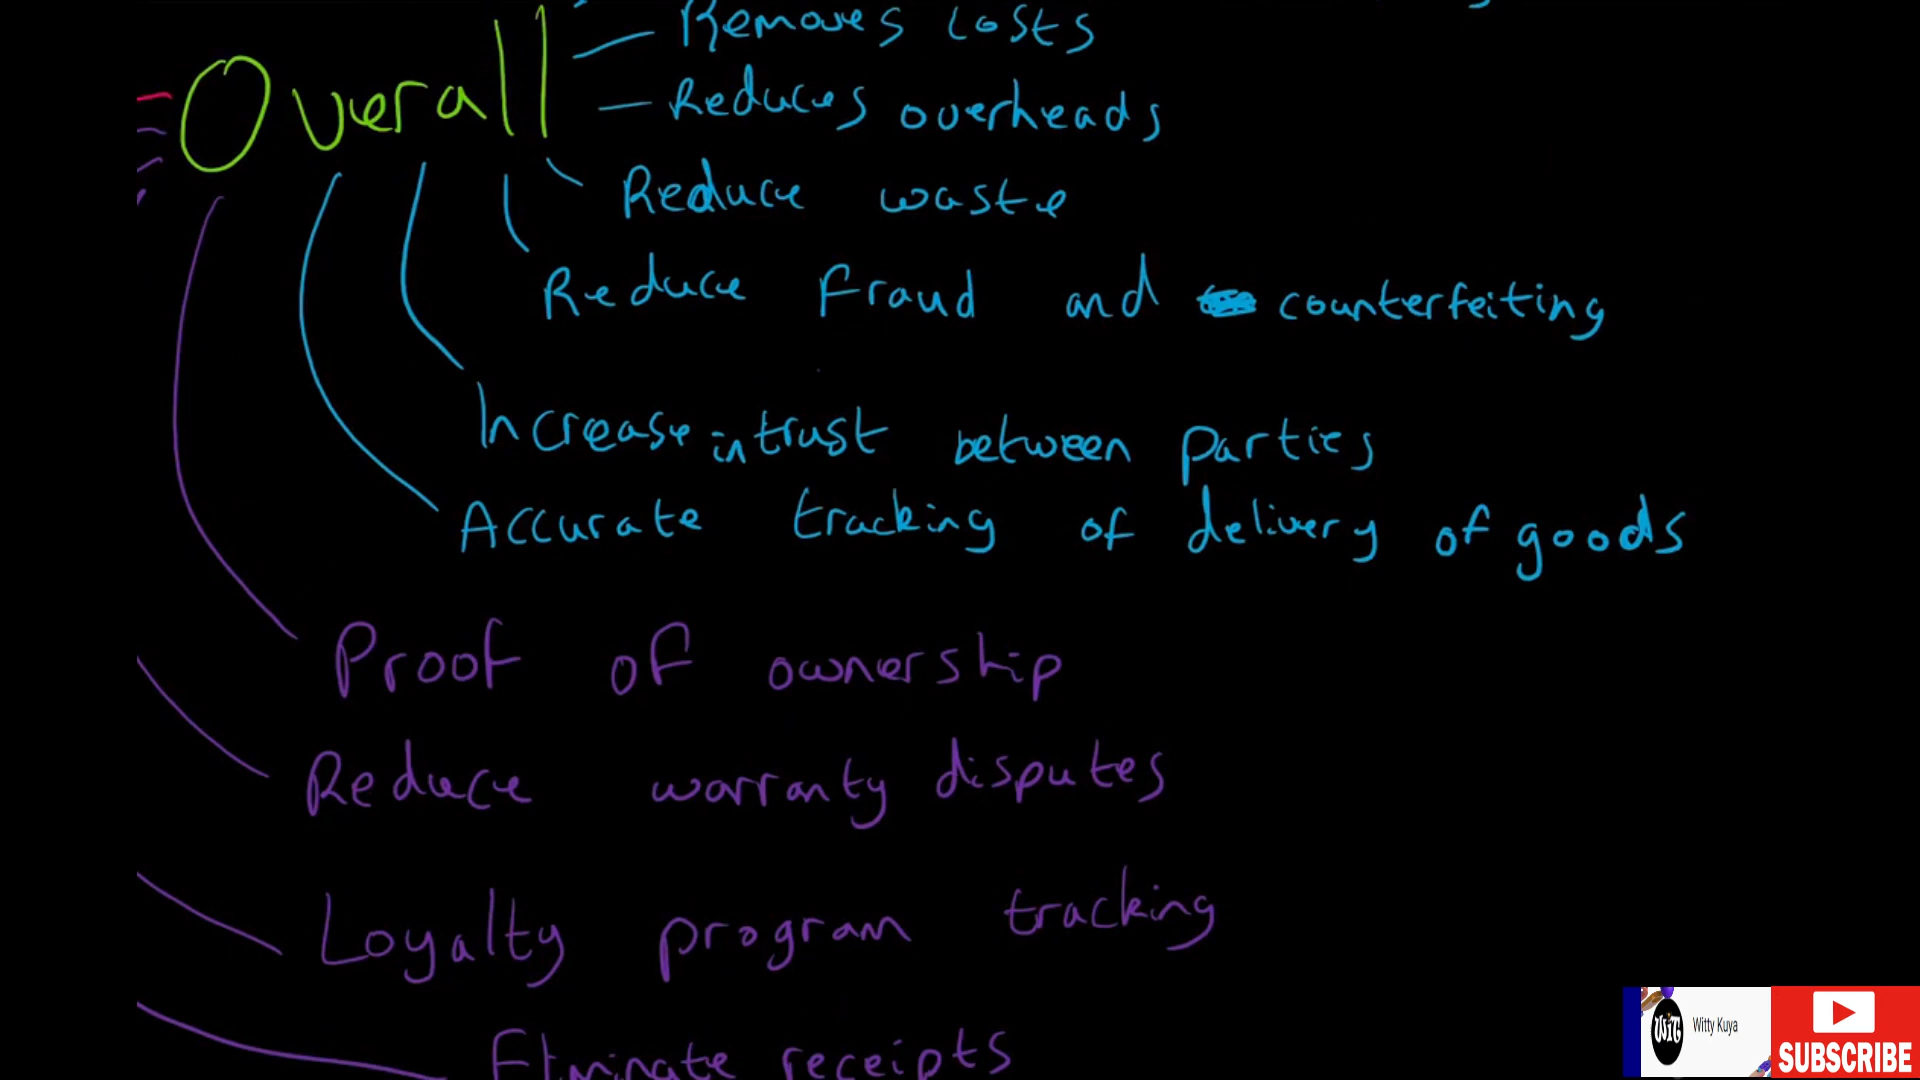 Removes costs
Overall
Reduces overheads
Reduce waste
Reduce fraud and counterfeiting
Increase in trust between parties
Accurate tracking of delivery of goods
Proof of ownership
Reduce warranty disputes
Loyalty program tracking
Eliminate receipts
WIT
Witty Kuya
SUBSCRIBE